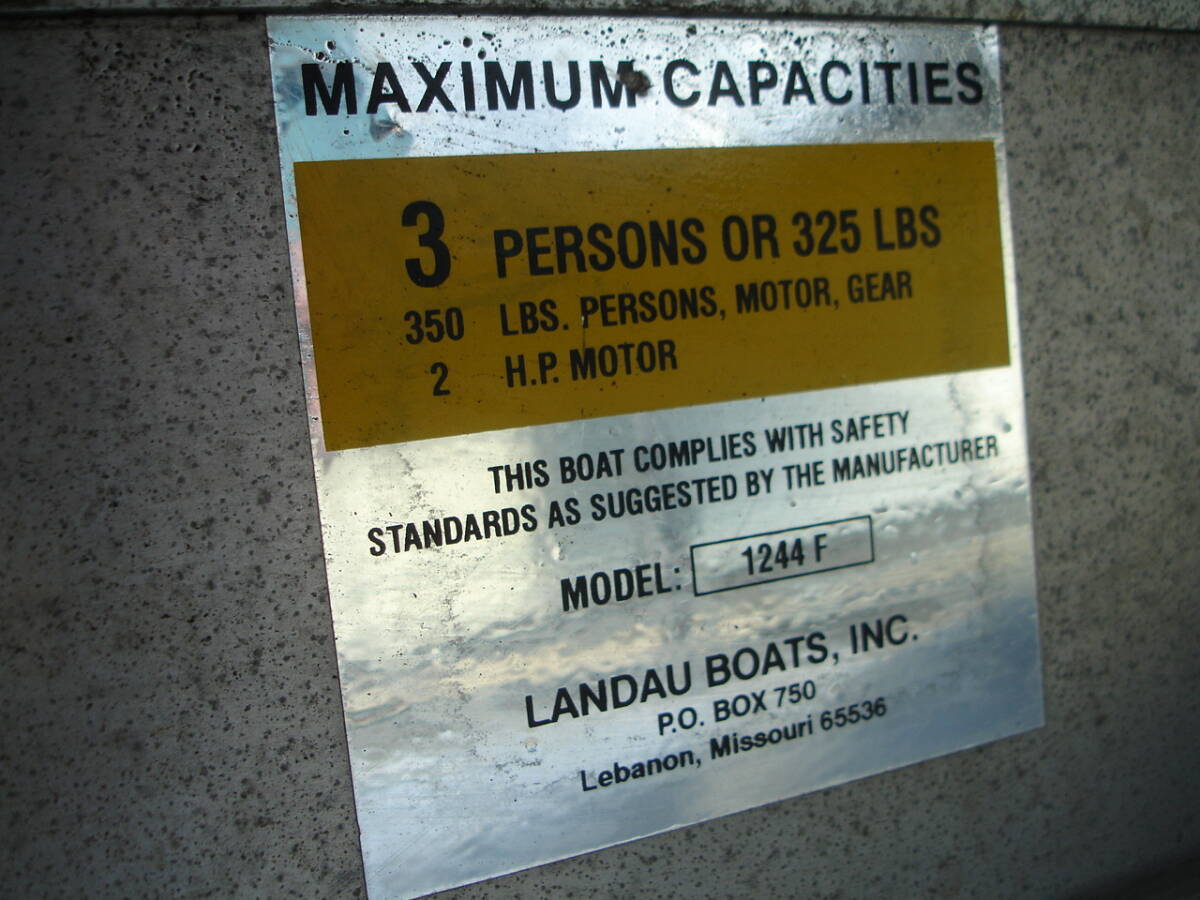 MAXIMUM CAPACITIES
3 PERSONS OR 325 LBS
350 LBS. PERSONS, MOTOR, GEAR
2 H.P. MOTOR
THIS BOAT COMPLIES WITH SAFETY
STANDARDS AS SUGGESTED BY THE MANUFACTURER
MODEL: 1244 F
LANDAU BOATS, INC.
P.O. BOX 750
Lebanon, Missouri 65536